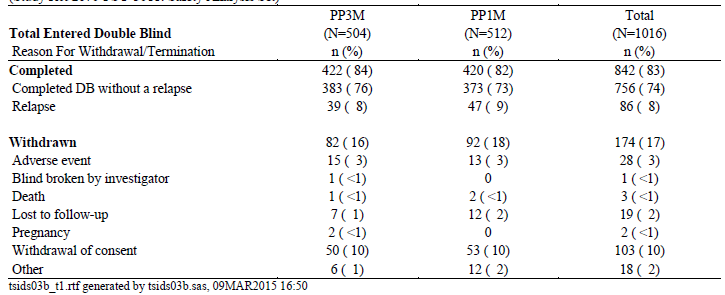 PP3M PP1M Total
Total Entered Double Blind (N=504) (N=512) (N=1016)
Reason For Withdrawal/Termination n (%) n (%) n (%)
Completed 422 ( 84) 420 ( 82) 842 ( 83)
Completed DB without a relapse 383 ( 76) 373 ( 73) 756 ( 74)
Relapse 39 ( 8) 47 ( 9) 86 ( 8)
Withdrawn 82 ( 16) 92 ( 18) 174 ( 17)
Adverse event 15 ( 3) 13 ( 3) 28 ( 3)
Blind broken by investigator 1 ( <1) 0 1 ( <1)
Death 1 ( <1) 2 ( <1) 3 ( <1)
Lost to follow-up 7 ( 1) 12 ( 2) 19 ( 2)
Pregnancy 2 ( <1) 0 2 ( <1)
Withdrawal of consent 50 ( 10) 53 ( 10) 103 ( 10)
Other 6 ( 1) 12 ( 2) 18 ( 2)
tsids03b_t1.rtf generated by tsids03b.sas, 09MAR2015 16:50